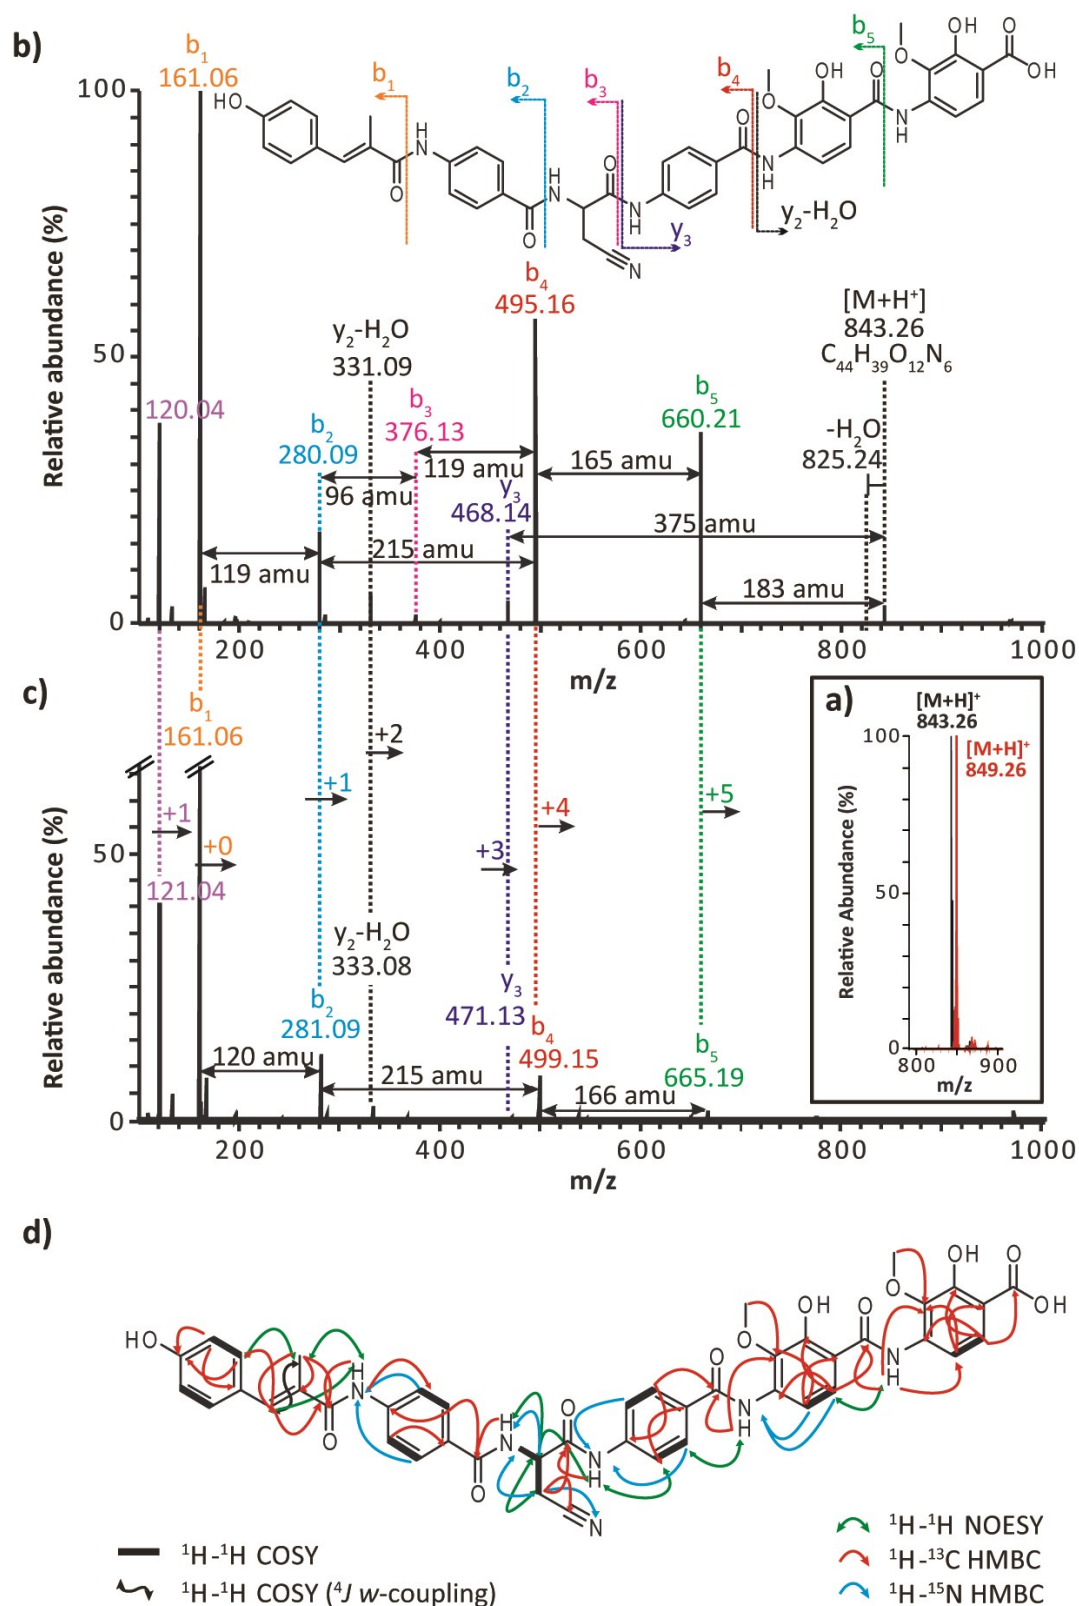 b)
b₁
161.06
b₁
b₂
b₃
b₄
b₅
y₃
y₂-H₂O
HO
O
H
N
O
H
N
O
N
H
N
O
N
H
O
OH
O
N
H
O
OH
O
OH
Relative abundance (%)
100
50
0
120.04
b₂
280.09
y₂-H₂O
331.09
b₃
376.13
b₄
495.16
y₃
468.14
b₅
660.21
[M+H⁺]
843.26
C₄₄H₃₉O₁₂N₆
-H₂O
825.24
119 amu
96 amu
119 amu
215 amu
165 amu
375 amu
183 amu
200 400 600 800 1000
m/z
c)
b₁
161.06
+1
+0
+1
+2
+3
+4
+5
Relative abundance (%)
50
0
121.04
b₂
281.09
y₂-H₂O
333.08
y₃
471.13
b₄
499.15
b₅
665.19
120 amu
215 amu
166 amu
200 400 600 800 1000
m/z
a)
[M+H]⁺
843.26
[M+H]⁺
849.26
Relative Abundance (%)
100
50
0
800 900
m/z
d)
HO
O
H
N
O
H
N
O
N
H
N
O
N
H
O
OH
O
N
H
O
OH
O
OH
¹H-¹H COSY
¹H-¹H COSY (⁴J w-coupling)
¹H-¹H NOESY
¹H-¹³C HMBC
¹H-¹⁵N HMBC